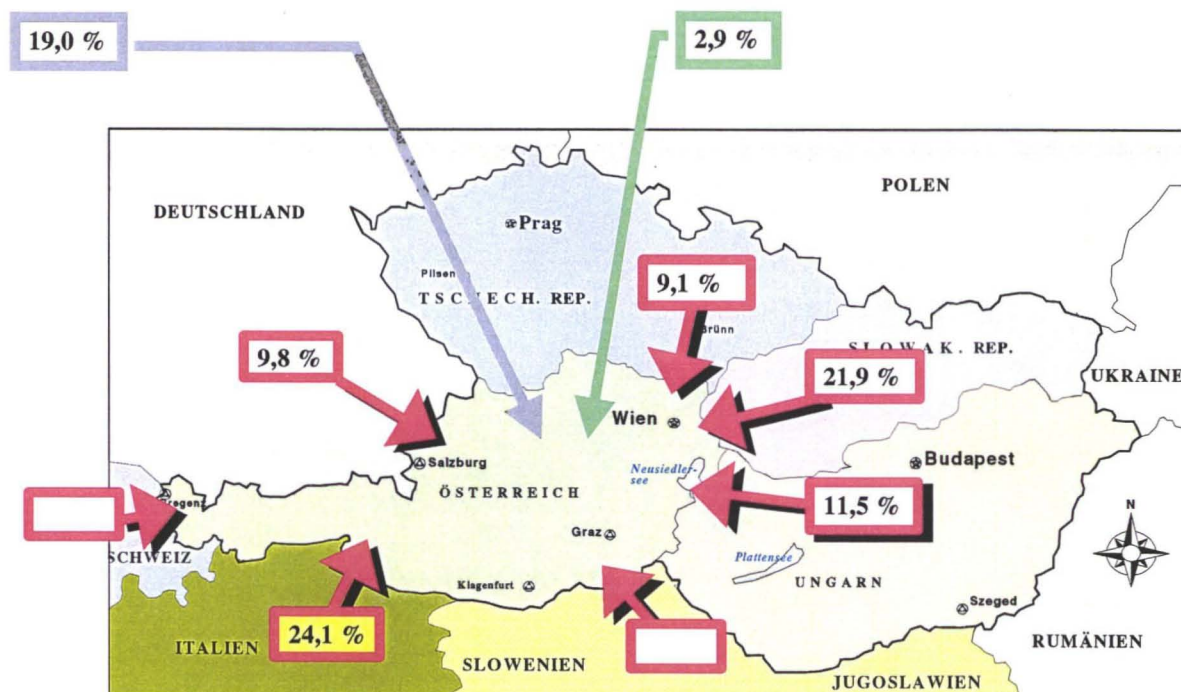 19,0 %
2,9 %
POLEN
DEUTSCHLAND
Prag
Pilsen
TSCHECH. REP.
9,1 %
Brünn
SLOWAK. REP.
9,8 %
21,9 %
UKRAINE
Wien
Salzburg
Budapest
Neusiedler-
see
ÖSTERREICH
Bregenz
11,5 %
N
Graz
SCHWEIZ
Plattensee
Klagenfurt
UNGARN
Szeged
24,1 %
ITALIEN
RUMÄNIEN
SLOWENIEN
JUGOSLAWIEN